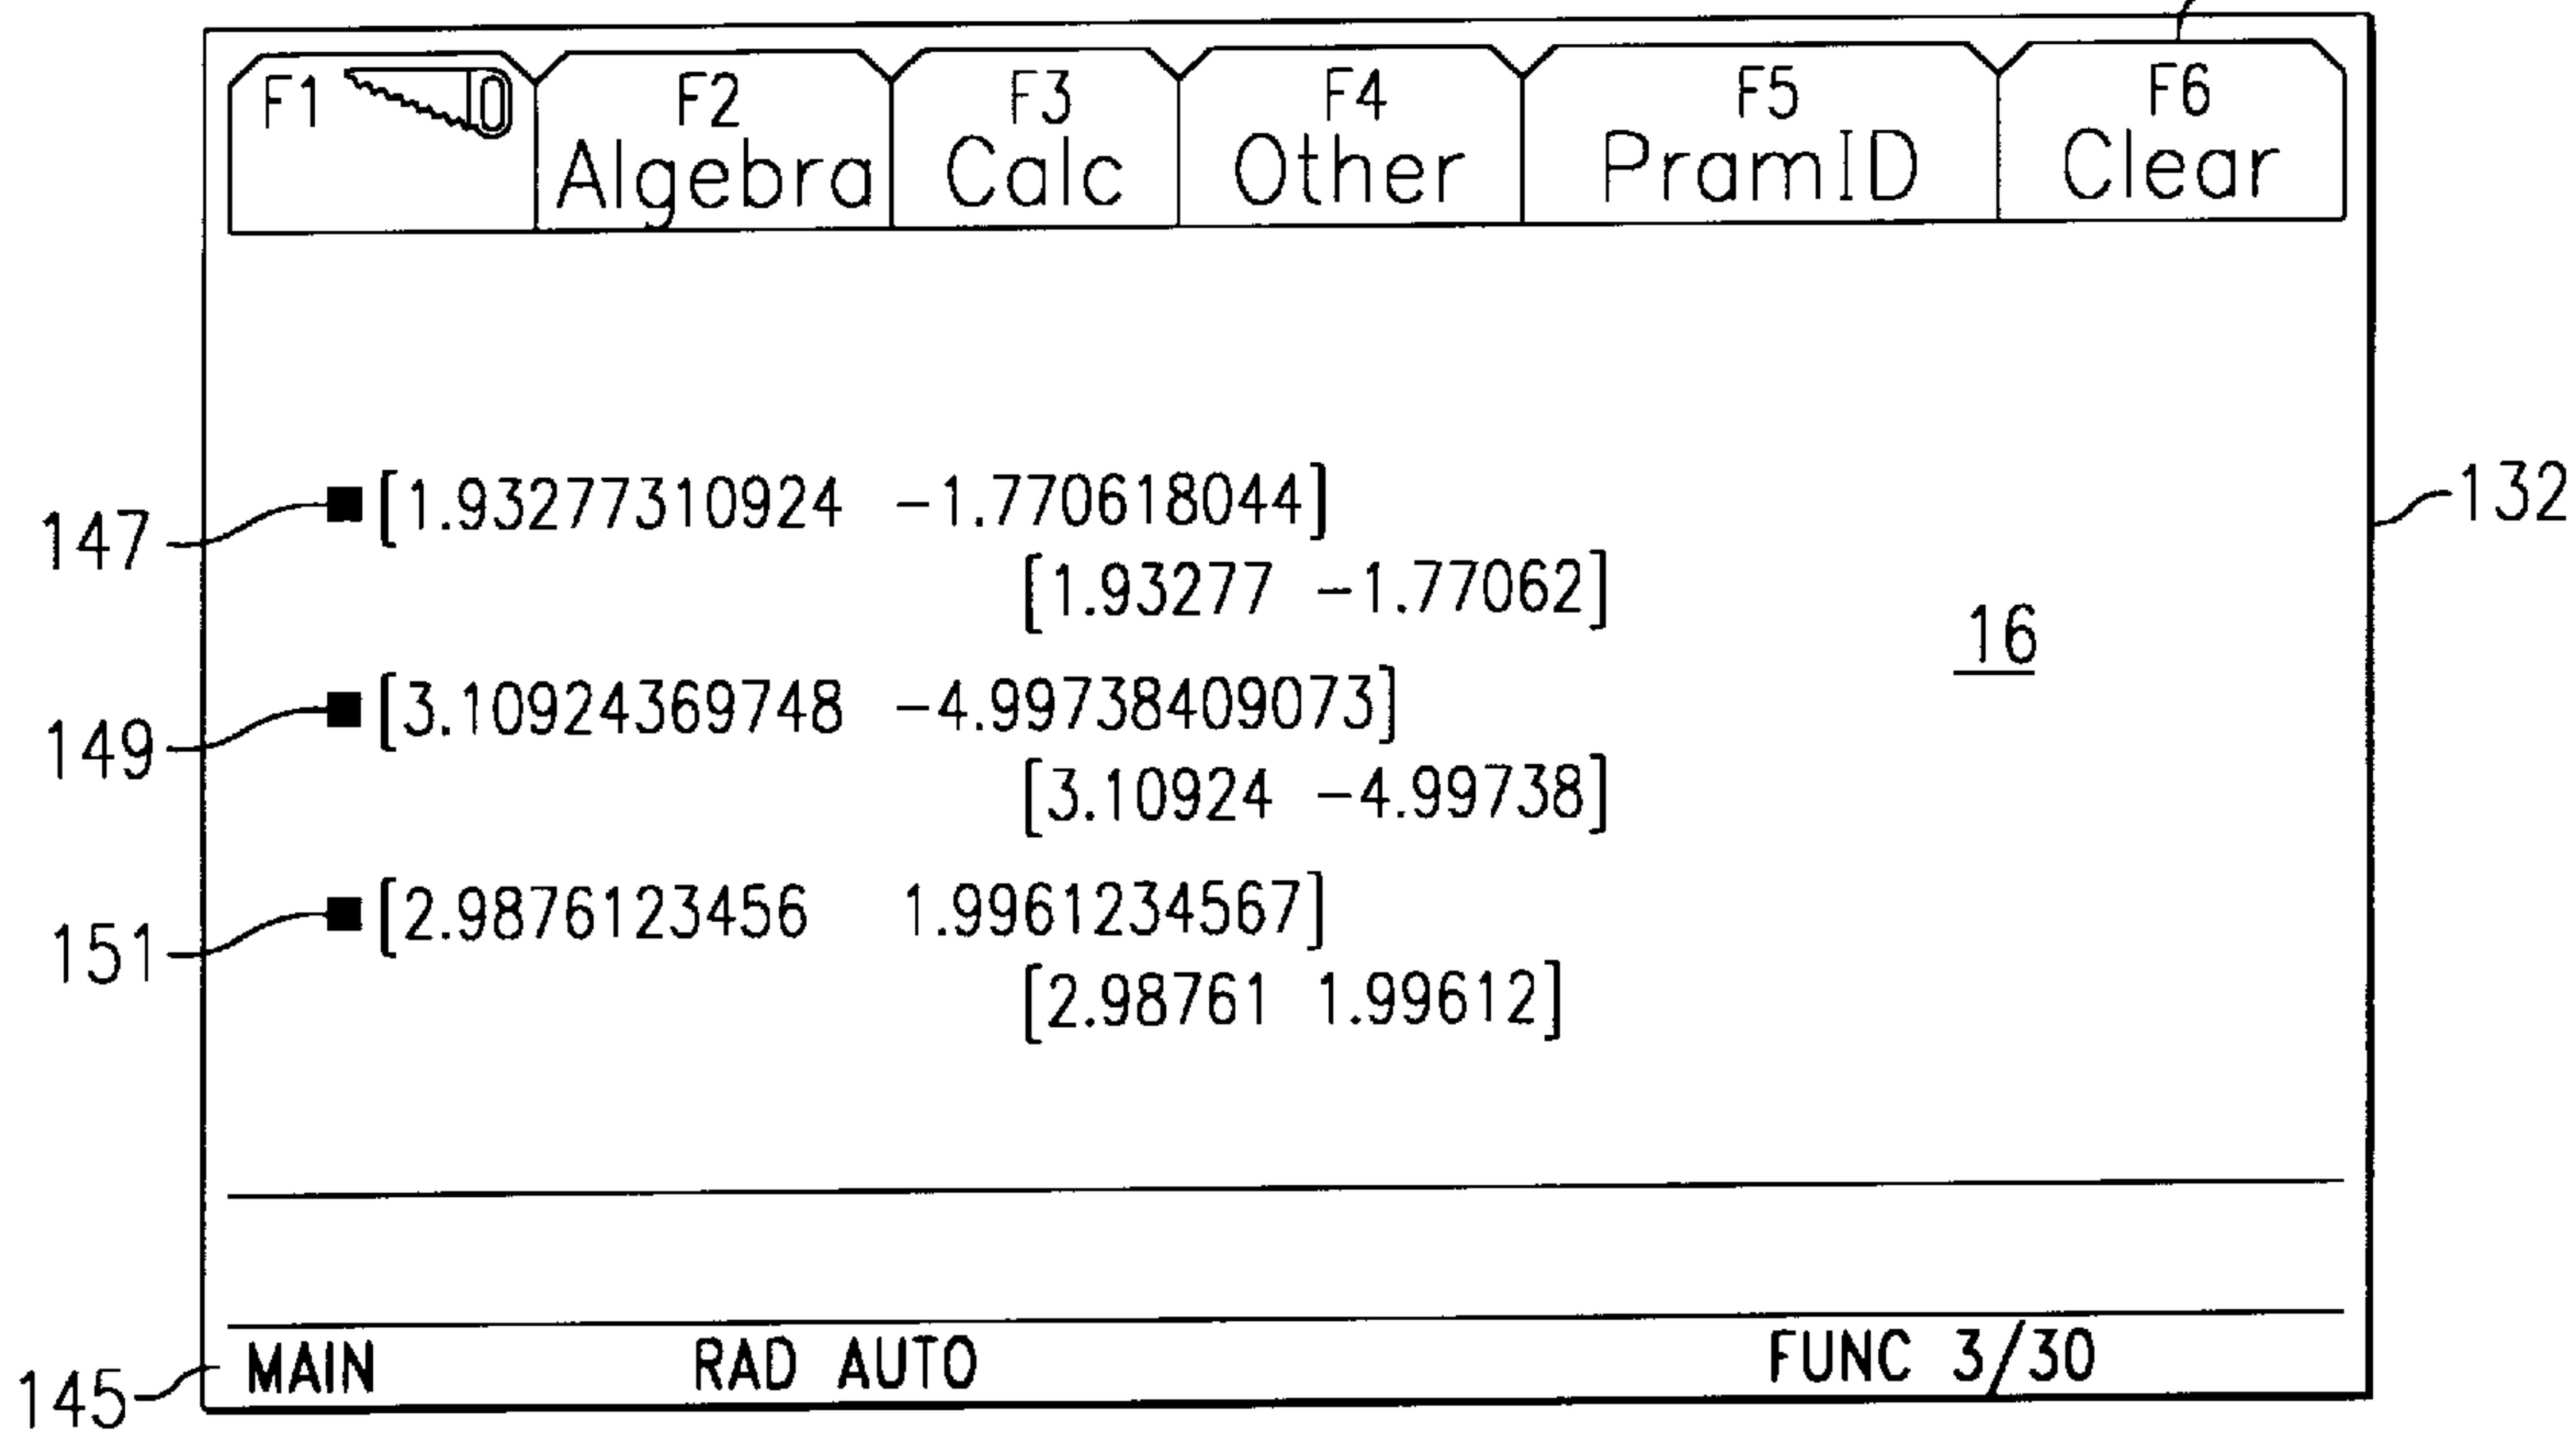 F1 F2 F3 F4 F5 F6
Algebra Calc Other PramID Clear
147 [1.93277310924 -1.770618044] 132
[1.93277 -1.77062]
16
149 [3.10924369748 -4.99738409073]
[3.10924 -4.99738]
151 [2.9876123456 1.9961234567]
[2.98761 1.99612]
145 MAIN RAD AUTO FUNC 3/30